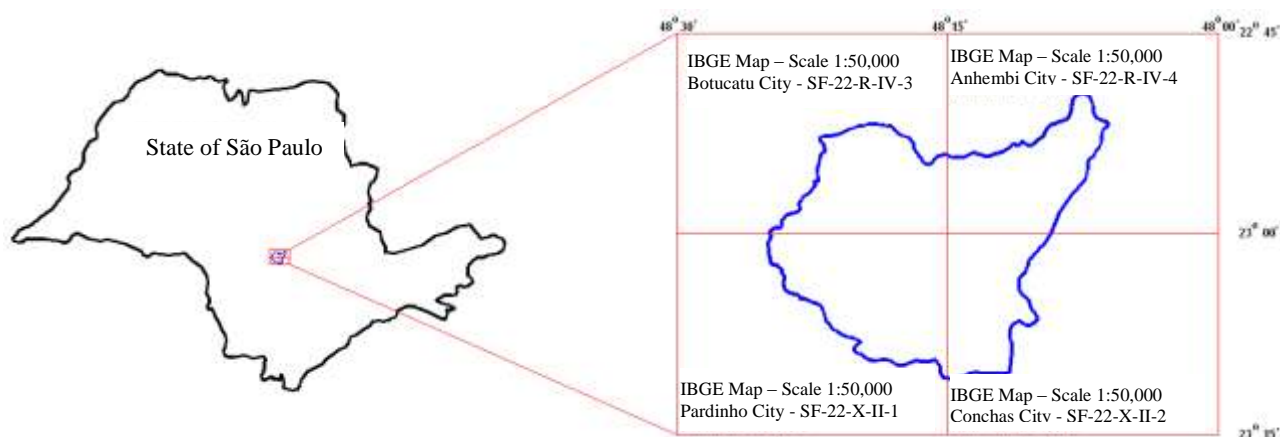 48° 30'
48° 15'
48° 00'
22° 45'
IBGE Map – Scale 1:50,000
Botucatu City - SF-22-R-IV-3
IBGE Map – Scale 1:50,000
Anhembi City - SF-22-R-IV-4
State of São Paulo
23° 00'
IBGE Map – Scale 1:50,000
Pardinho City - SF-22-X-II-1
IBGE Map – Scale 1:50,000
Conchas City - SF-22-X-II-2
23° 15'